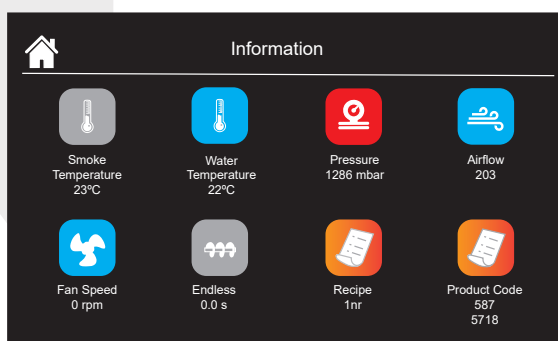 Information
Smoke
Temperature
23ºC
Water
Temperature
22ºC
Pressure
1286 mbar
Airflow
203
Fan Speed
0 rpm
Endless
0.0 s
Recipe
1nr
Product Code
587
5718